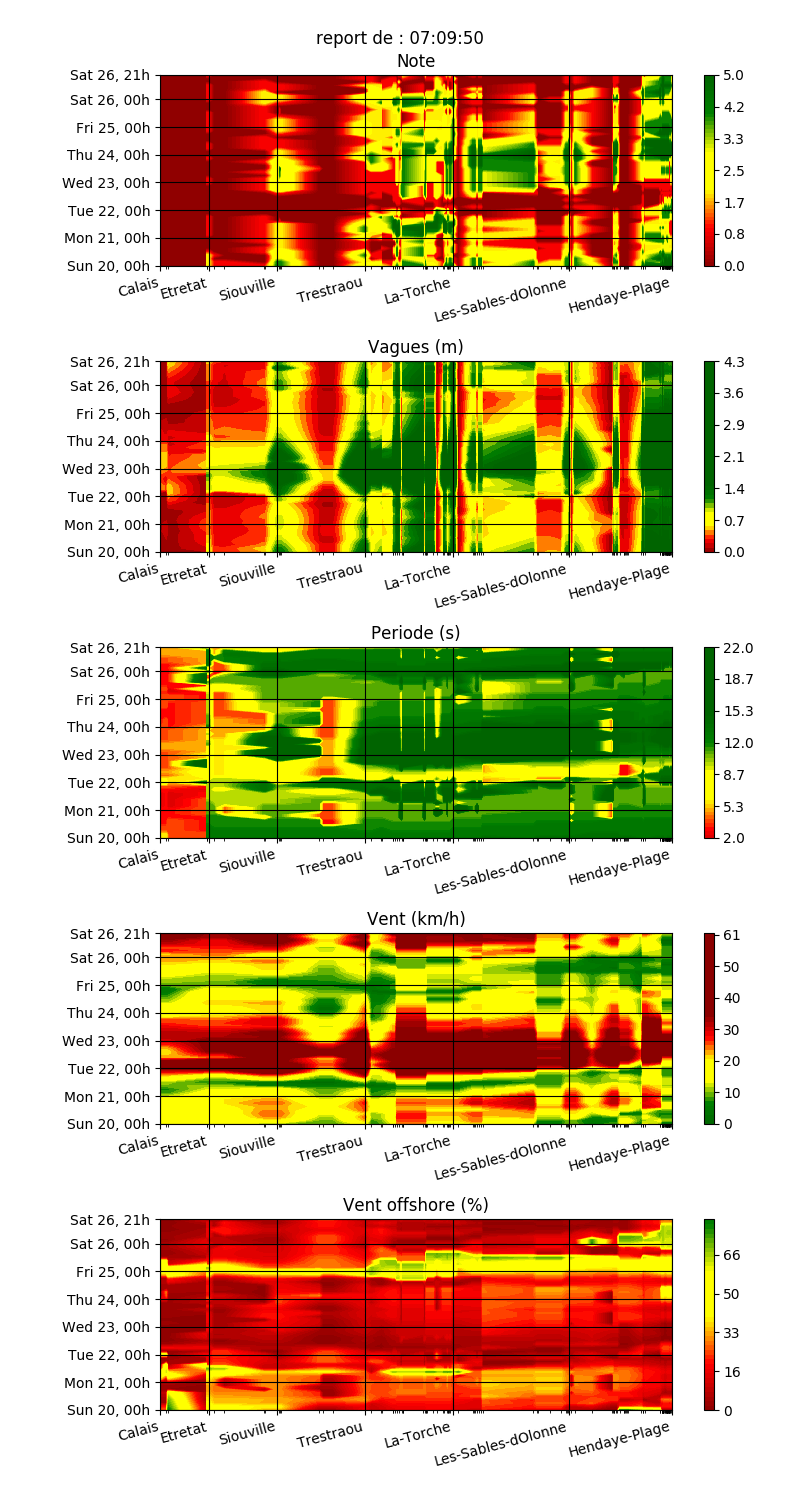 report de : 07:09:50
Note
Sat 26, 21h
Sat 26, 00h
Fri 25, 00h
Thu 24, 00h
Wed 23, 00h
Tue 22, 00h
Mon 21, 00h
Sun 20, 00h
Calais
Etretat
Siouville
Trestraou
La-Torche
Les-Sables-dOlonne
Hendaye-Plage
5.0
4.2
3.3
2.5
1.7
0.8
0.0
Vagues (m)
Sat 26, 21h
Sat 26, 00h
Fri 25, 00h
Thu 24, 00h
Wed 23, 00h
Tue 22, 00h
Mon 21, 00h
Sun 20, 00h
Calais
Etretat
Siouville
Trestraou
La-Torche
Les-Sables-dOlonne
Hendaye-Plage
4.3
3.6
2.9
2.1
1.4
0.7
0.0
Periode (s)
Sat 26, 21h
Sat 26, 00h
Fri 25, 00h
Thu 24, 00h
Wed 23, 00h
Tue 22, 00h
Mon 21, 00h
Sun 20, 00h
Calais
Etretat
Siouville
Trestraou
La-Torche
Les-Sables-dOlonne
Hendaye-Plage
22.0
18.7
15.3
12.0
8.7
5.3
2.0
Vent (km/h)
Sat 26, 21h
Sat 26, 00h
Fri 25, 00h
Thu 24, 00h
Wed 23, 00h
Tue 22, 00h
Mon 21, 00h
Sun 20, 00h
Calais
Etretat
Siouville
Trestraou
La-Torche
Les-Sables-dOlonne
Hendaye-Plage
61
50
40
30
20
10
0
Vent offshore (%)
Sat 26, 21h
Sat 26, 00h
Fri 25, 00h
Thu 24, 00h
Wed 23, 00h
Tue 22, 00h
Mon 21, 00h
Sun 20, 00h
Calais
Etretat
Siouville
Trestraou
La-Torche
Les-Sables-dOlonne
Hendaye-Plage
66
50
33
16
0